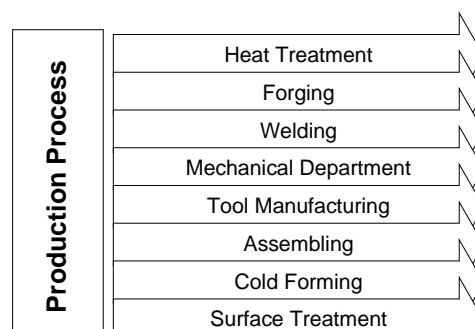 Production Process
Heat Treatment
Forging
Welding
Mechanical Department
Tool Manufacturing
Assembling
Cold Forming
Surface Treatment